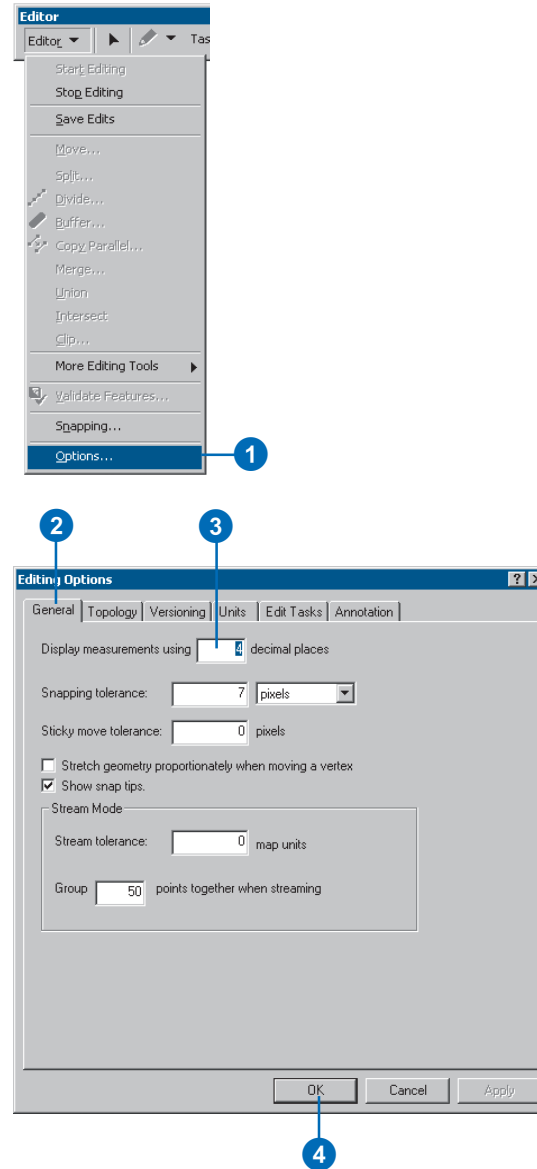 Editor
Editor Tas
Start Editing
Stop Editing
Save Edits
Move...
Split...
Divide...
Buffer...
Copy Parallel...
Merge...
Union
Intersect
Clip...
More Editing Tools
Validate Features...
Snapping...
Options...
1
2 3
Editing Options ? X
General Topology Versioning Units Edit Tasks Annotation
Display measurements using 4 decimal places
Snapping tolerance: 7 pixels
Sticky move tolerance: 0 pixels
Stretch geometry proportionately when moving a vertex
Show snap tips.
Stream Mode
Stream tolerance: 0 map units
Group 50 points together when streaming
OK Cancel Apply
4